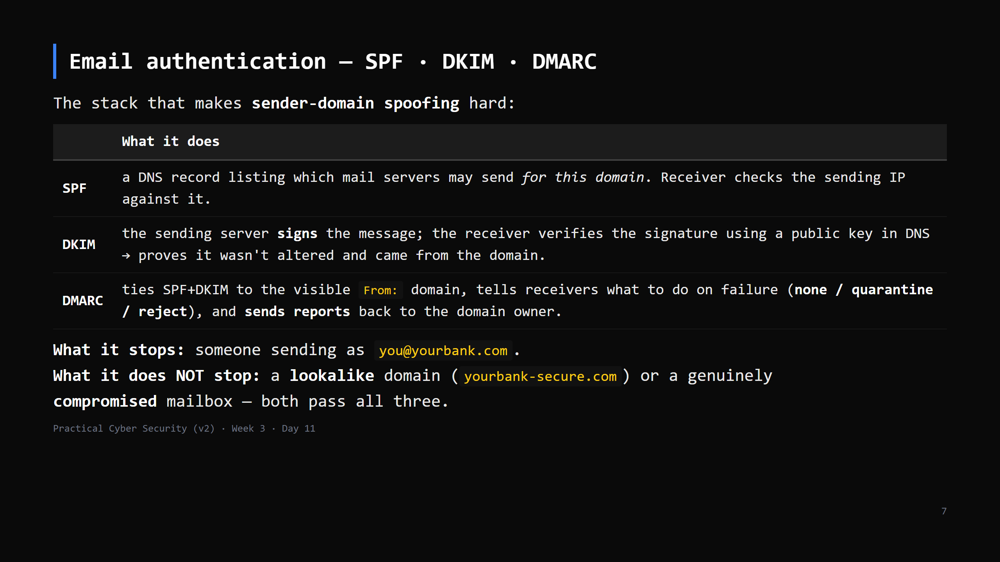 Email authentication — SPF · DKIM · DMARC
The stack that makes sender-domain spoofing hard:
What it does
SPF
a DNS record listing which mail servers may send for this domain. Receiver checks the sending IP
against it.
DKIM
the sending server signs the message; the receiver verifies the signature using a public key in DNS
→ proves it wasn't altered and came from the domain.
DMARC
ties SPF+DKIM to the visible From: domain, tells receivers what to do on failure (none / quarantine
/ reject), and sends reports back to the domain owner.
What it stops: someone sending as you@yourbank.com.
What it does NOT stop: a lookalike domain (yourbank-secure.com) or a genuinely
compromised mailbox — both pass all three.
Practical Cyber Security (v2) · Week 3 · Day 11
7